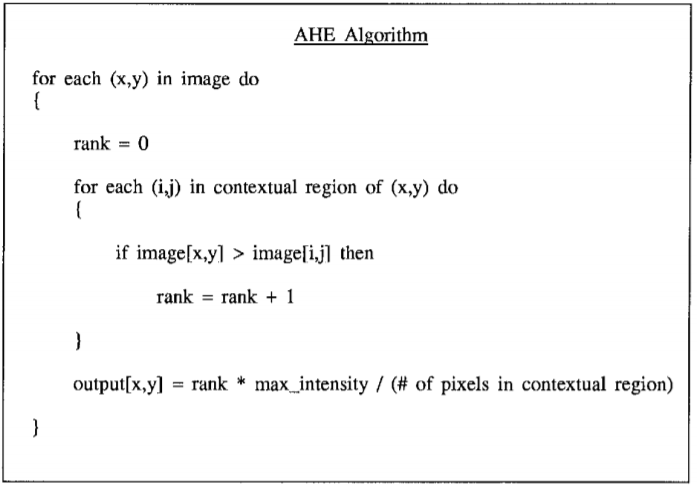 AHE Algorithm
for each (x,y) in image do
{
rank = 0
for each (i,j) in contextual region of (x,y) do
{
if image[x,y] > image[i,j] then
rank = rank + 1
}
output[x,y] = rank * max_intensity / (# of pixels in contextual region)
}